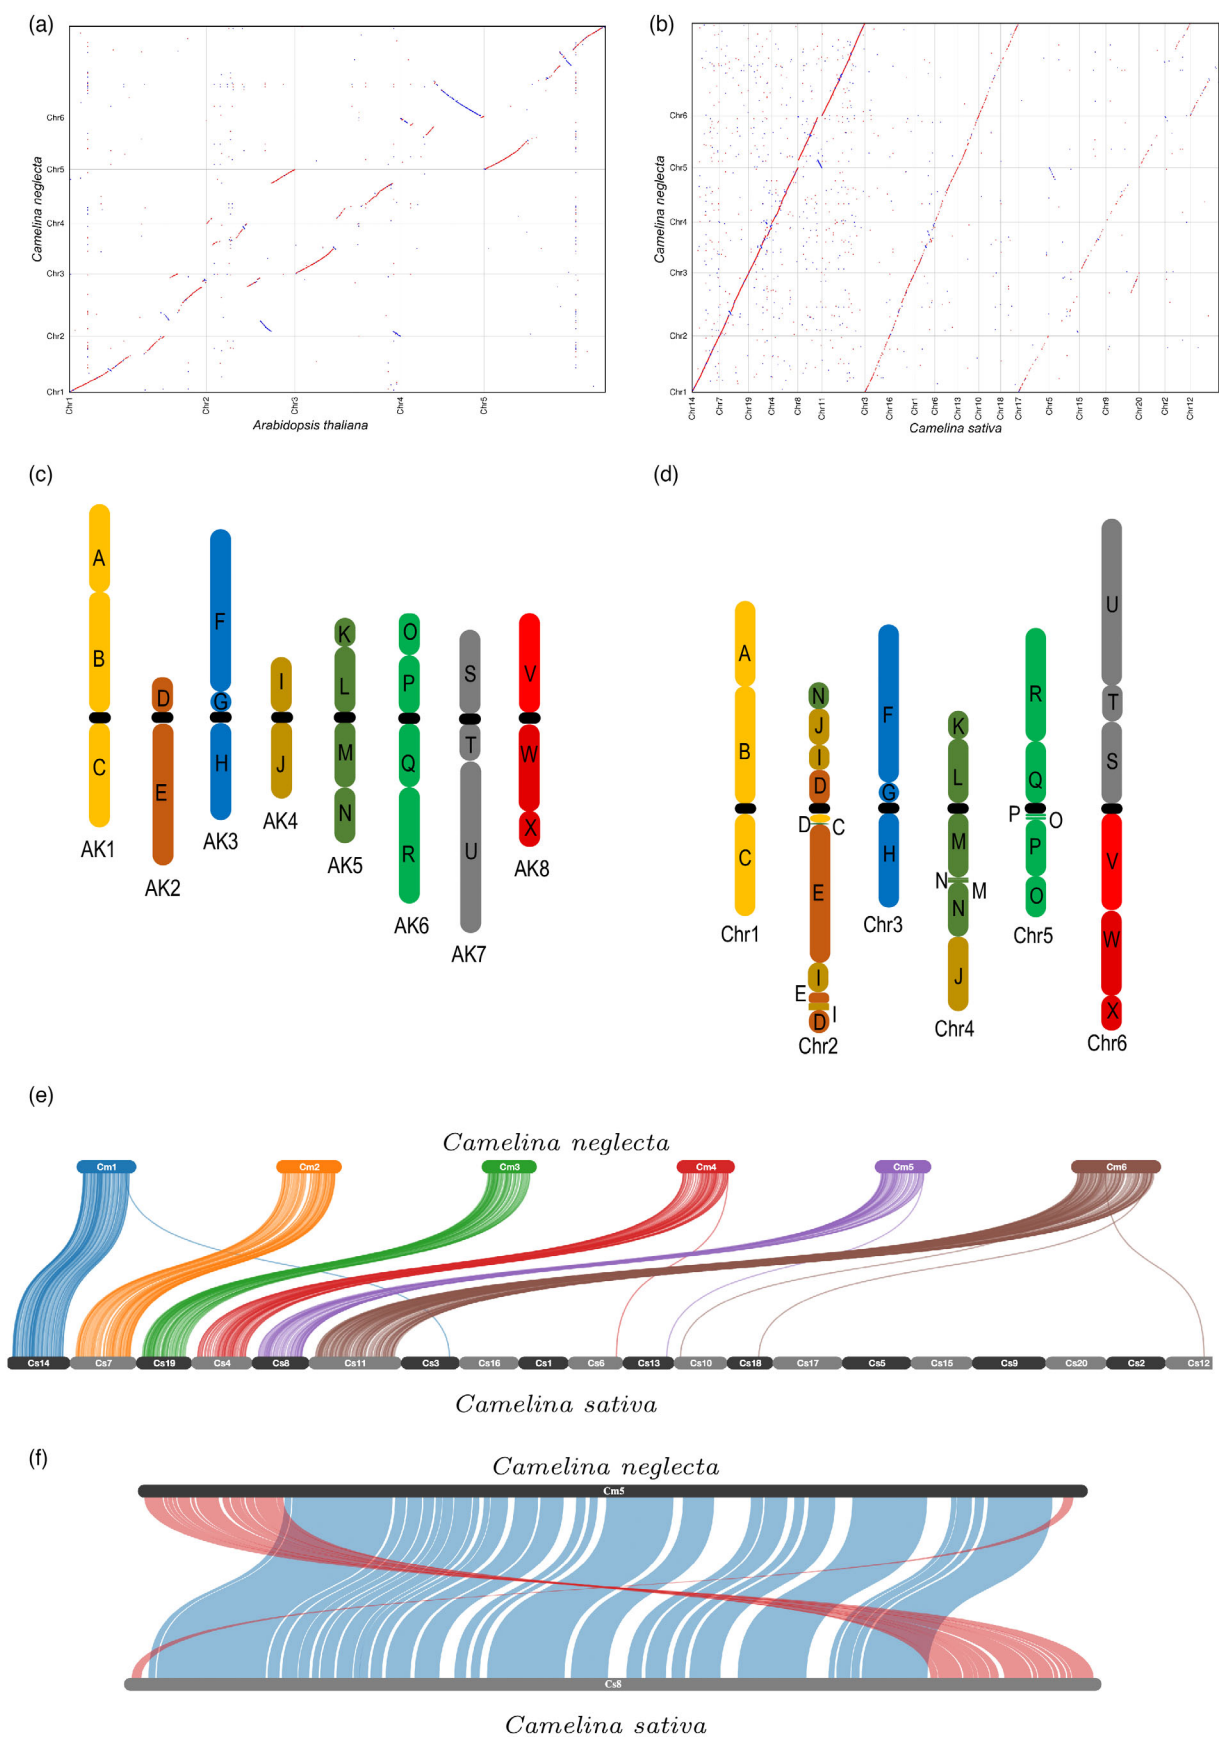 (a)
Camelina neglecta
Chr6
Chr5
Chr4
Chr3
Chr2
Chr1
Chr1
Chr2
Chr3
Chr4
Chr5
Arabidopsis thaliana
(b)
Camelina neglecta
Chr6
Chr5
Chr4
Chr3
Chr2
Chr1
Chr14
Chr7
Chr19
Chr4
Chr8
Chr11
Chr3
Chr16
Chr1
Chr6
Chr13
Chr10
Chr18
Chr17
Chr5
Chr15
Chr9
Chr20
Chr2
Chr12
Camelina sativa
(c)
A
B
C
AK1
D
E
AK2
F
G
H
AK3
I
J
AK4
K
L
M
N
AK5
O
P
Q
R
AK6
S
T
U
AK7
V
W
X
AK8
(d)
A
B
C
Chr1
N
J
I
D
D C
E
I
E
I
D
Chr2
F
G
H
Chr3
K
L
M
N M
N
J
Chr4
R
Q
P O
P
O
Chr5
U
T
S
V
W
X
Chr6
(e)
Camelina neglecta
Cm1 Cm2 Cm3 Cm4 Cm5 Cm6
Cs14 Cs7 Cs19 Cs4 Cs8 Cs11 Cs3 Cs16 Cs1 Cs6 Cs13 Cs10 Cs18 Cs17 Cs5 Cs15 Cs9 Cs20 Cs2 Cs12
Camelina sativa
(f)
Camelina neglecta
Cm5
Cs8
Camelina sativa